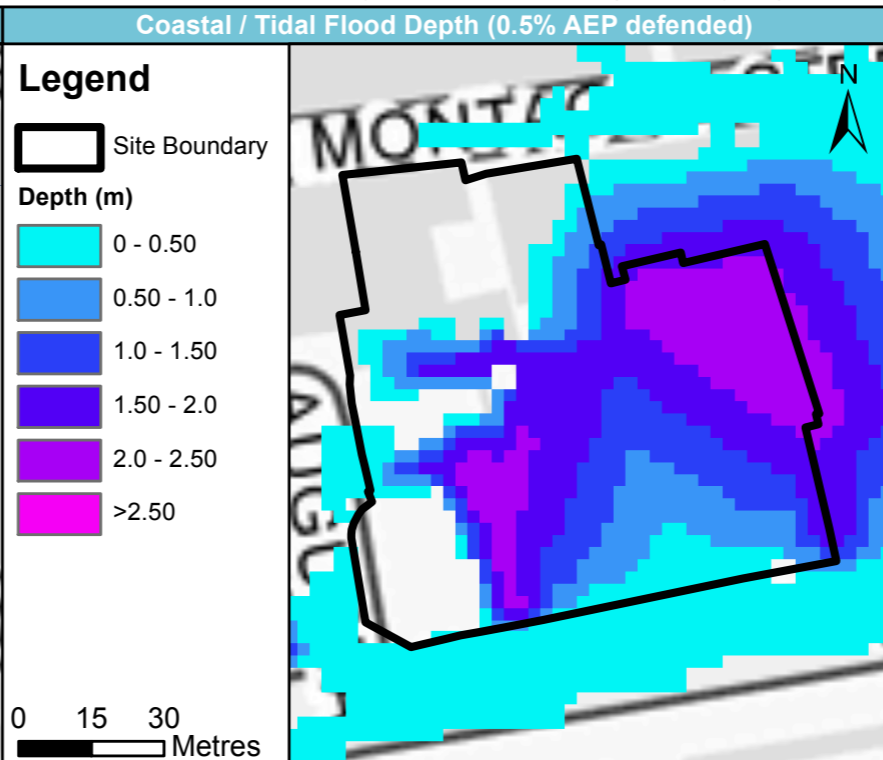 Coastal / Tidal Flood Depth (0.5% AEP defended)
Legend
Site Boundary
Depth (m)
0 - 0.50
0.50 - 1.0
1.0 - 1.50
1.50 - 2.0
2.0 - 2.50
>2.50
0 15 30
Metres
N